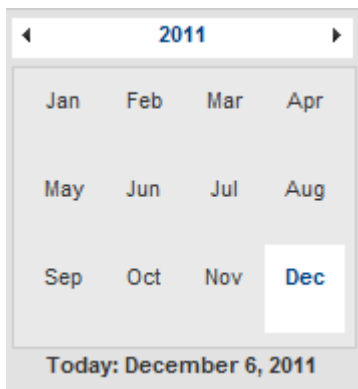 2011
Jan Feb Mar Apr
May Jun Jul Aug
Sep Oct Nov Dec
Today: December 6, 2011